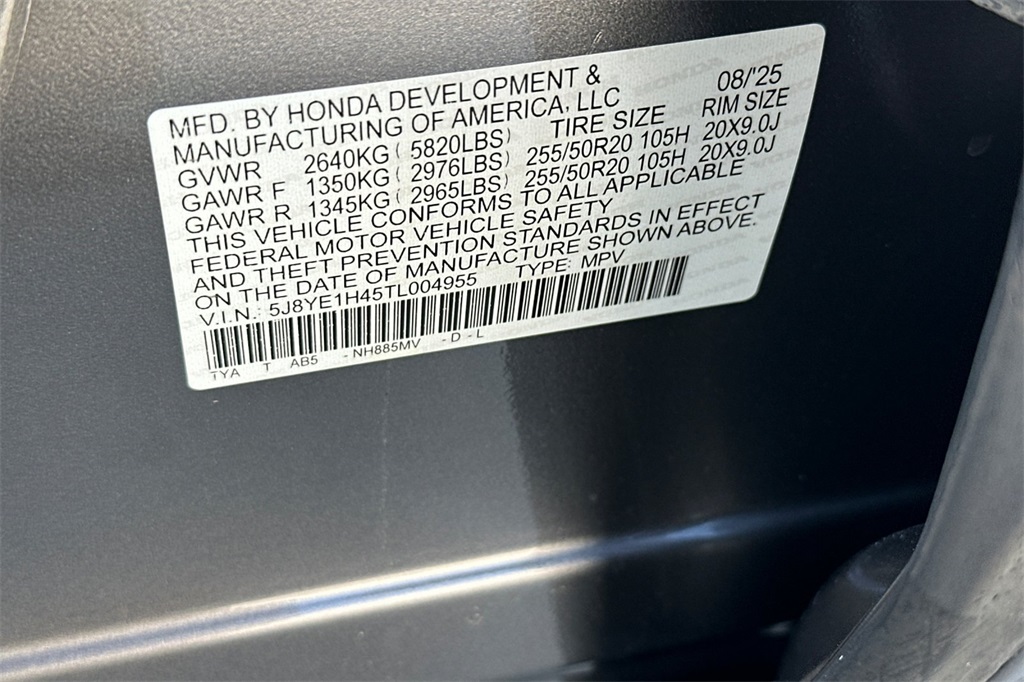 MFD. BY HONDA DEVELOPMENT & 08/'25
MANUFACTURING OF AMERICA, LLC
TIRE SIZE RIM SIZE
GVWR 2640KG ( 5820LBS)
GAWR F 1350KG ( 2976LBS) 255/50R20 105H 20X9.0J
GAWR R 1345KG ( 2965LBS) 255/50R20 105H 20X9.0J
THIS VEHICLE CONFORMS TO ALL APPLICABLE
FEDERAL MOTOR VEHICLE SAFETY
AND THEFT PREVENTION STANDARDS IN EFFECT
ON THE DATE OF MANUFACTURE SHOWN ABOVE.
V.I.N.: 5J8YE1H45TL004955 TYPE: MPV
TYA T AB5 - NH885MV - D - L